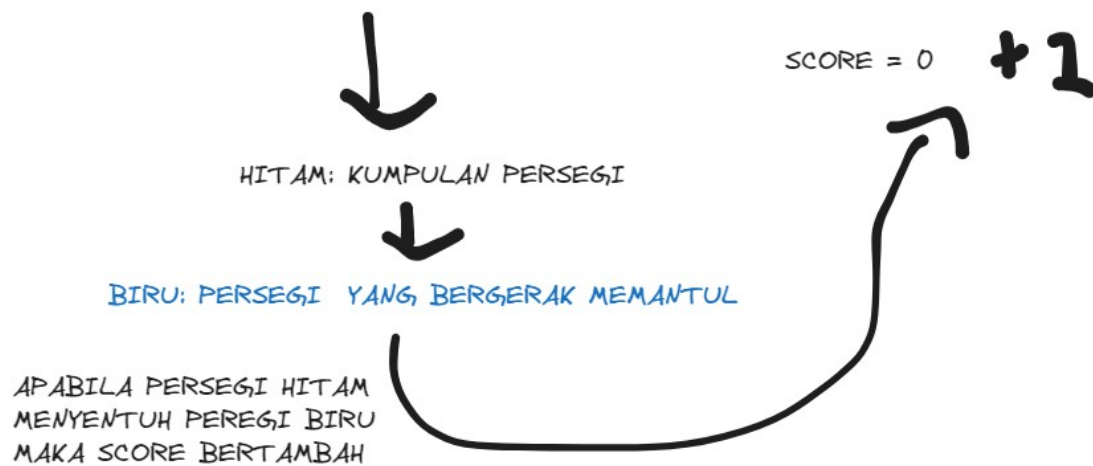 SCORE = 0 +1
HITAM: KUMPULAN PERSEGI
BIRU: PERSEGI YANG BERGERAK MEMANTUL
APABILA PERSEGI HITAM
MENYENTUH PEREGI BIRU
MAKA SCORE BERTAMBAH